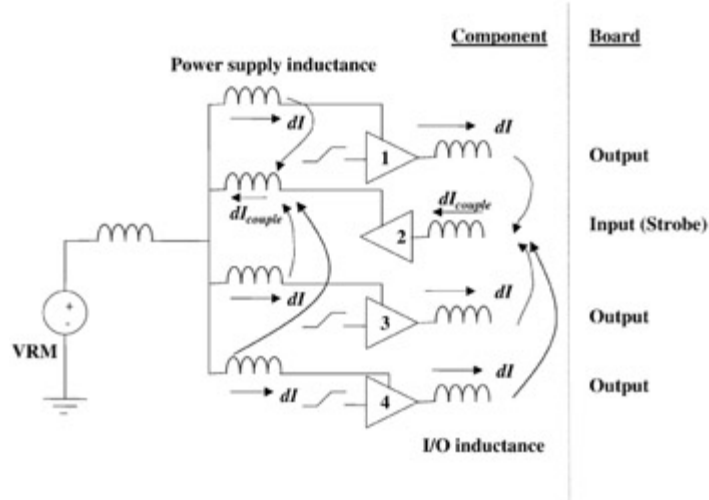 Component
Board
Power supply inductance
dI
dI
1
Output
dIcouple
dIcouple
2
Input (Strobe)
+
-
VRM
dI
dI
3
Output
dI
dI
4
Output
I/O inductance